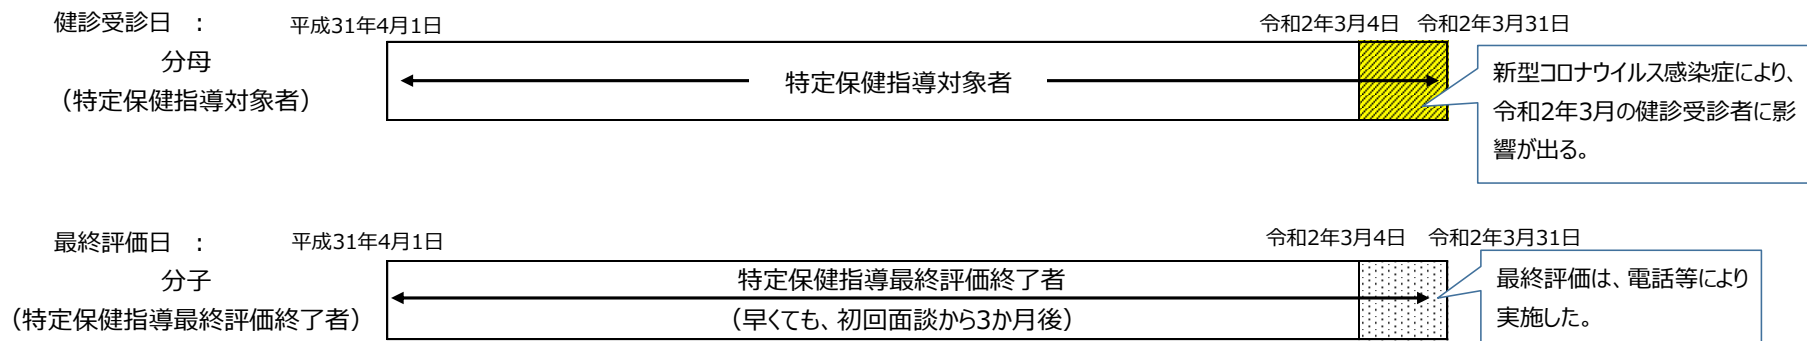 健診受診日 :
平成31年4月1日
令和2年3月4日 令和2年3月31日
分母
（特定保健指導対象者）
特定保健指導対象者
新型コロナウイルス感染症により、
令和2年3月の健診受診者に影
響が出る。
最終評価日 :
平成31年4月1日
令和2年3月4日 令和2年3月31日
分子
（特定保健指導最終評価終了者）
特定保健指導最終評価終了者
（早くても、初回面談から3か月後）
最終評価は、電話等により
実施した。